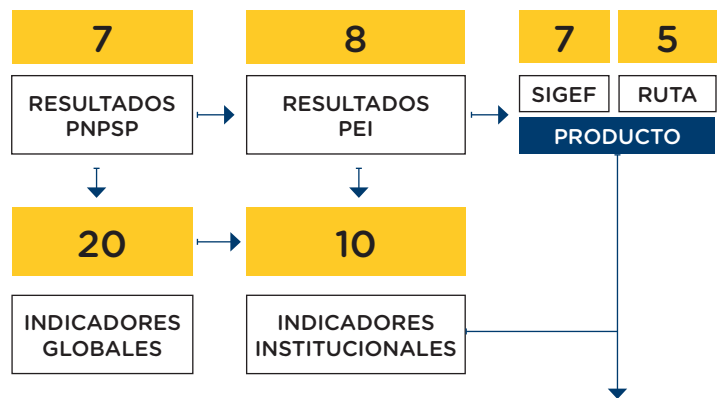 7
RESULTADOS
PNPSP
8
RESULTADOS
PEI
7
5
SIGEF
RUTA
PRODUCTO
20
INDICADORES
GLOBALES
10
INDICADORES
INSTITUCIONALES